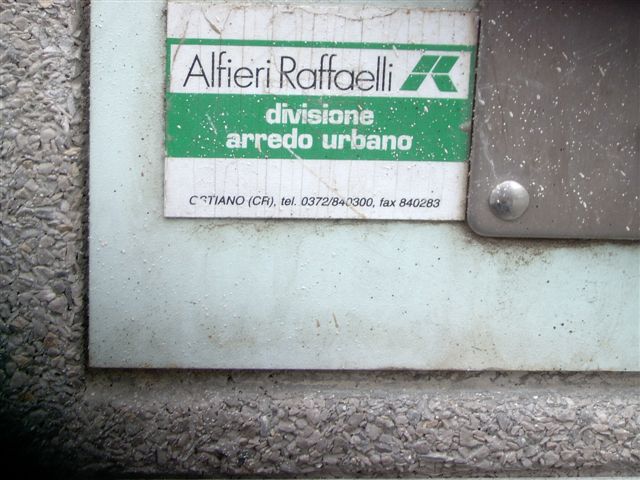 Alfieri Raffaelli
divisione
arredo urbano
OSTIANO (CR), tel. 0372/840300, fax 840283